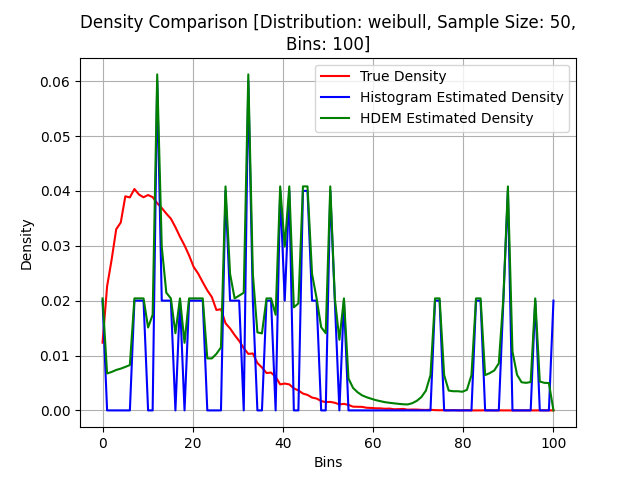 Density Comparison [Distribution: weibull, Sample Size: 50,
Bins: 100]
True Density
Histogram Estimated Density
HDEM Estimated Density
Density
0.06
0.05
0.04
0.03
0.02
0.01
0.00
0 20 40 60 80 100
Bins